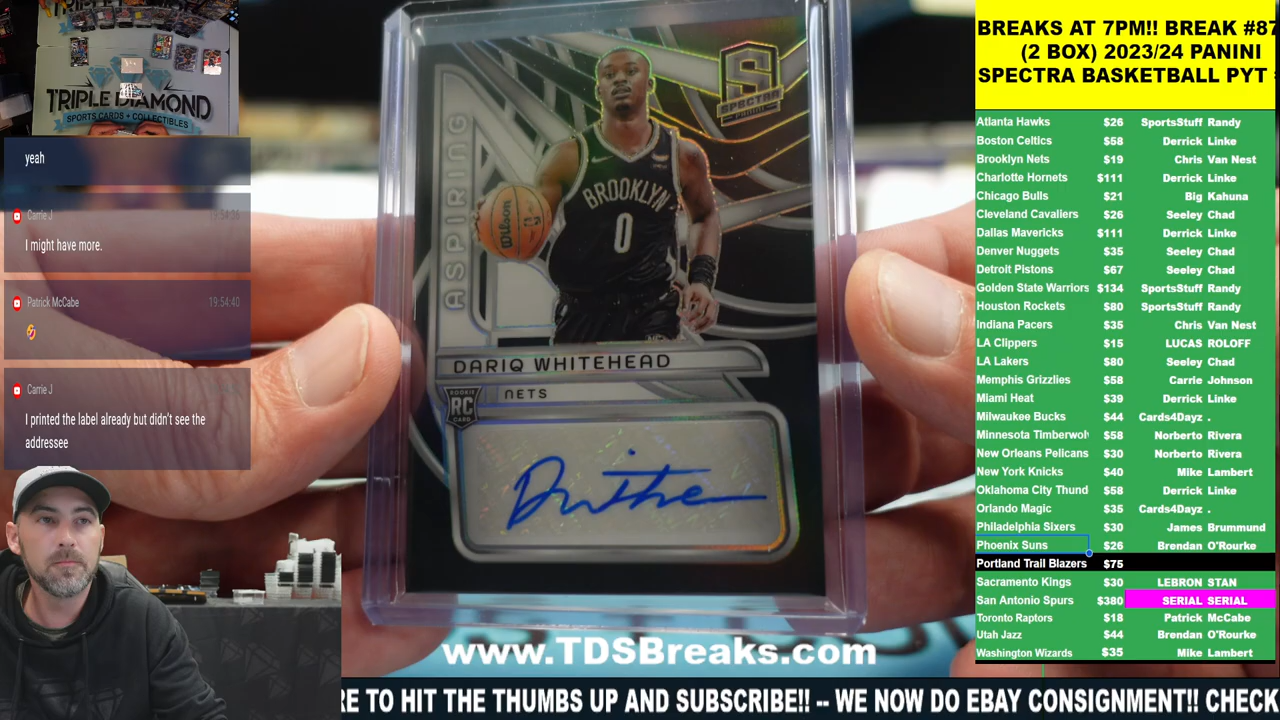 TRIPLE DIAMOND
SPORTS CARDS + COLLECTIBLES
yeah
Carrie J 19:54:36
I might have more.
Patrick McCabe 19:54:40
🤣
Carrie J
I printed the label already but didn't see the
addressee
ASPIRING
SPECTRA
PANINI
Wilson
BROOKLYN
0
DARIQ WHITEHEAD
ROOKIE
RC
CARD
NETS
www.TDSBreaks.com
RE TO HIT THE THUMBS UP AND SUBSCRIBE!! -- WE NOW DO EBAY CONSIGNMENT!! CHECK
BREAKS AT 7PM!! BREAK #87
(2 BOX) 2023/24 PANINI
SPECTRA BASKETBALL PYT
Atlanta Hawks $26 SportsStuff Randy
Boston Celtics $58 Derrick Linke
Brooklyn Nets $19 Chris Van Nest
Charlotte Hornets $111 Derrick Linke
Chicago Bulls $21 Big Kahuna
Cleveland Cavaliers $26 Seeley Chad
Dallas Mavericks $111 Derrick Linke
Denver Nuggets $35 Seeley Chad
Detroit Pistons $67 Seeley Chad
Golden State Warriors $134 SportsStuff Randy
Houston Rockets $80 SportsStuff Randy
Indiana Pacers $35 Chris Van Nest
LA Clippers $15 LUCAS ROLOFF
LA Lakers $80 Seeley Chad
Memphis Grizzlies $58 Carrie Johnson
Miami Heat $39 Derrick Linke
Milwaukee Bucks $44 Cards4Dayz .
Minnesota Timberwol $58 Norberto Rivera
New Orleans Pelicans $30 Norberto Rivera
New York Knicks $40 Mike Lambert
Oklahoma City Thund $58 Derrick Linke
Orlando Magic $35 Cards4Dayz .
Philadelphia Sixers $30 James Brummund
Phoenix Suns $26 Brendan O'Rourke
Portland Trail Blazers $75
Sacramento Kings $30 LEBRON STAN
San Antonio Spurs $380 SERIAL SERIAL
Toronto Raptors $18 Patrick McCabe
Utah Jazz $44 Brendan O'Rourke
Washington Wizards $35 Mike Lambert